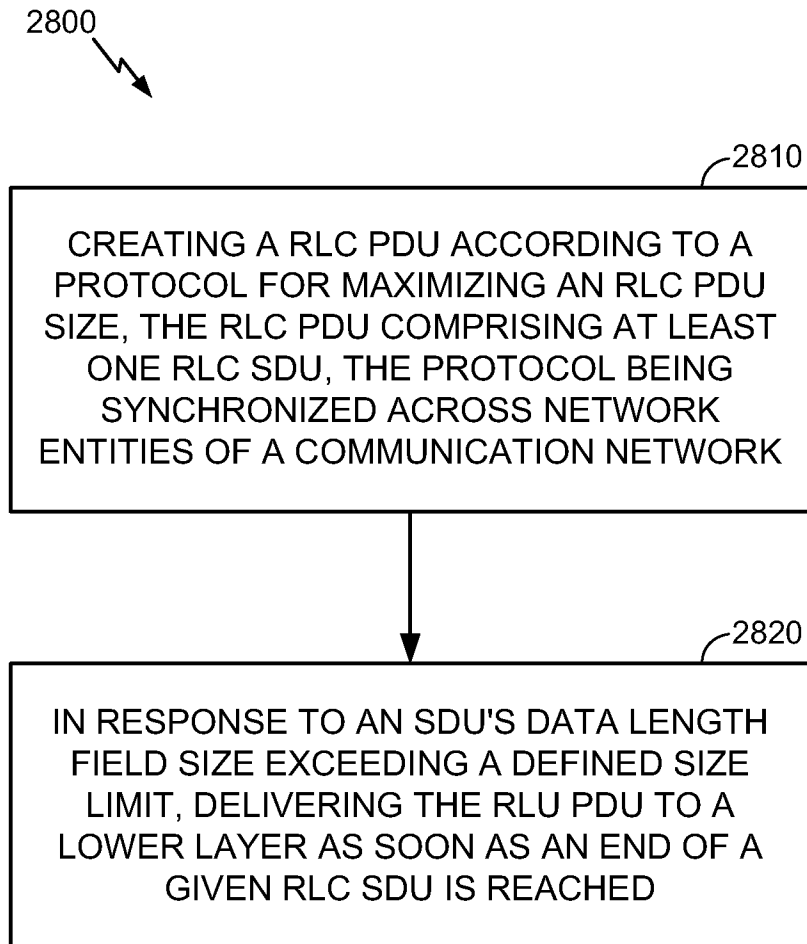 2800
2810
CREATING A RLC PDU ACCORDING TO A
PROTOCOL FOR MAXIMIZING AN RLC PDU
SIZE, THE RLC PDU COMPRISING AT LEAST
ONE RLC SDU, THE PROTOCOL BEING
SYNCHRONIZED ACROSS NETWORK
ENTITIES OF A COMMUNICATION NETWORK
2820
IN RESPONSE TO AN SDU'S DATA LENGTH
FIELD SIZE EXCEEDING A DEFINED SIZE
LIMIT, DELIVERING THE RLU PDU TO A
LOWER LAYER AS SOON AS AN END OF A
GIVEN RLC SDU IS REACHED